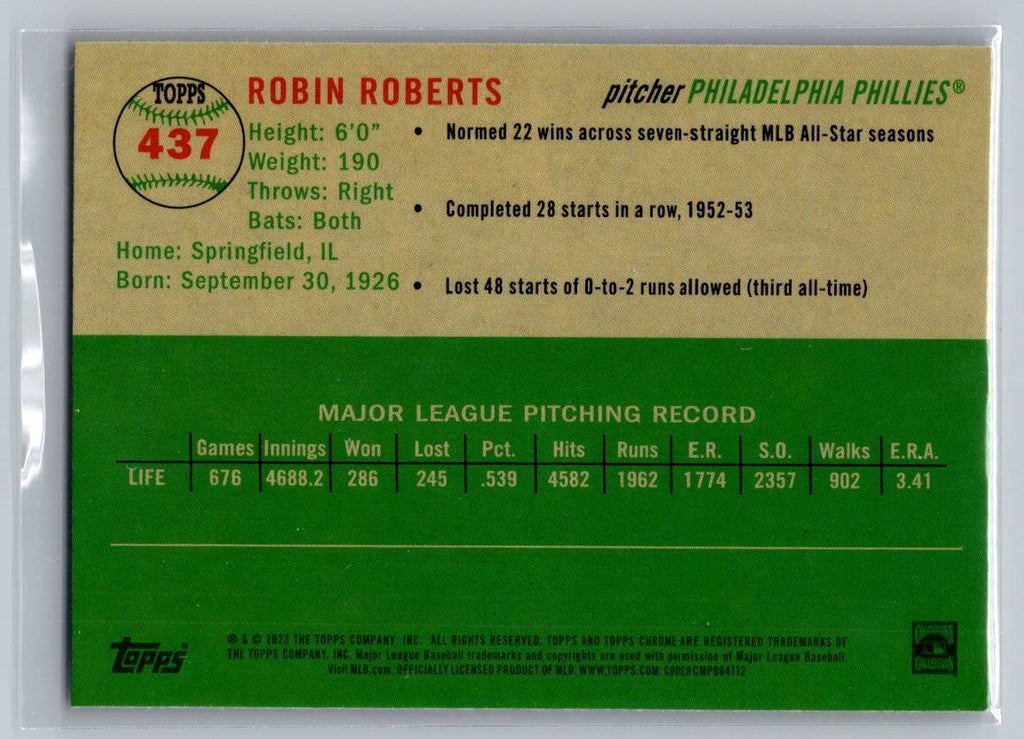 TOPPS
437
ROBIN ROBERTS
pitcher PHILADELPHIA PHILLIES®
Height: 6'0"
Weight: 190
Throws: Right
Bats: Both
Home: Springfield, IL
Born: September 30, 1926
• Normed 22 wins across seven-straight MLB All-Star seasons
• Completed 28 starts in a row, 1952-53
• Lost 48 starts of 0-to-2 runs allowed (third all-time)
MAJOR LEAGUE PITCHING RECORD
Games Innings Won Lost Pct. Hits Runs E.R. S.O. Walks E.R.A.
LIFE 676 4688.2 286 245 .539 4582 1962 1774 2357 902 3.41
topps®
® & © 2023 THE TOPPS COMPANY, INC. ALL RIGHTS RESERVED. TOPPS AND TOPPS CHROME ARE REGISTERED TRADEMARKS OF
THE TOPPS COMPANY, INC. Major League Baseball trademarks and copyrights are used with permission of Major League Baseball.
Visit MLB.com. OFFICIALLY LICENSED PRODUCT OF MLB. WWW.TOPPS.COM. CODE#CMP064112
COLLECTION